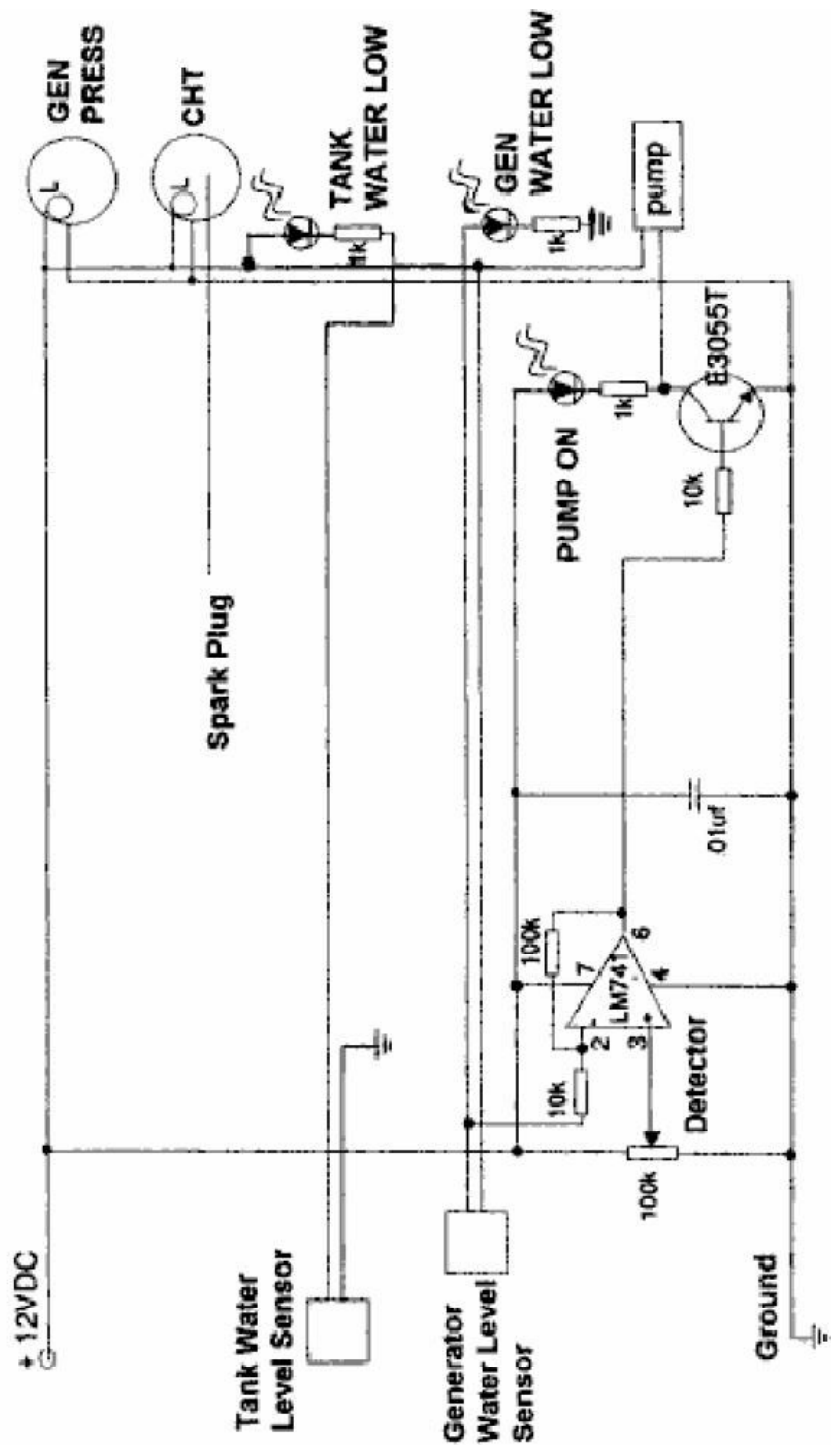 + 12VDC
GEN
PRESS
L
CHT
L
Spark Plug
TANK
WATER LOW
1k
Tank Water
Level Sensor
GEN
WATER LOW
1k
Generator
Water Level
Sensor
PUMP ON
1k
pump
10k
100k
2
7
-
LM741
6
3
+
4
10k
.01uf
E3055T
100k
Detector
Ground